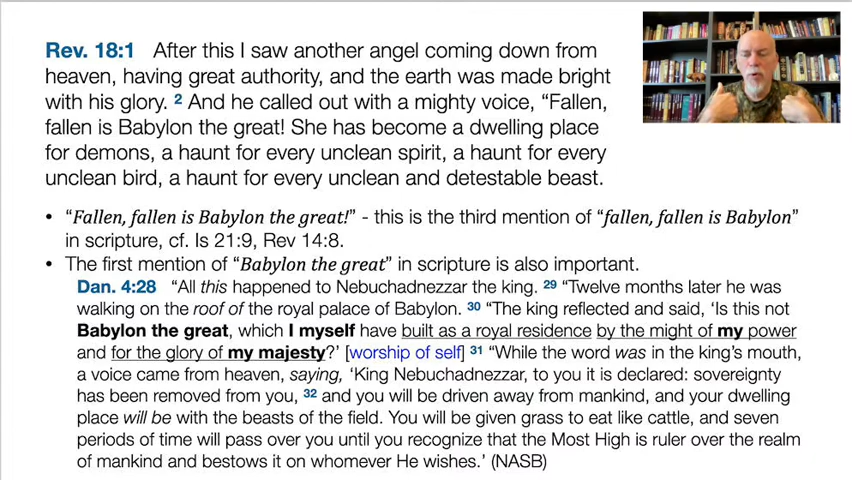 Rev. 18:1 After this I saw another angel coming down from
heaven, having great authority, and the earth was made bright
with his glory. 2 And he called out with a mighty voice, “Fallen,
fallen is Babylon the great! She has become a dwelling place
for demons, a haunt for every unclean spirit, a haunt for every
unclean bird, a haunt for every unclean and detestable beast.
• “Fallen, fallen is Babylon the great!” - this is the third mention of “fallen, fallen is Babylon”
in scripture, cf. Is 21:9, Rev 14:8.
• The first mention of “Babylon the great” in scripture is also important.
Dan. 4:28 “All this happened to Nebuchadnezzar the king. 29 “Twelve months later he was
walking on the roof of the royal palace of Babylon. 30 “The king reflected and said, ‘Is this not
Babylon the great, which I myself have built as a royal residence by the might of my power
and for the glory of my majesty?’ [worship of self] 31 “While the word was in the king’s mouth,
a voice came from heaven, saying, ‘King Nebuchadnezzar, to you it is declared: sovereignty
has been removed from you, 32 and you will be driven away from mankind, and your dwelling
place will be with the beasts of the field. You will be given grass to eat like cattle, and seven
periods of time will pass over you until you recognize that the Most High is ruler over the realm
of mankind and bestows it on whomever He wishes.’ (NASB)